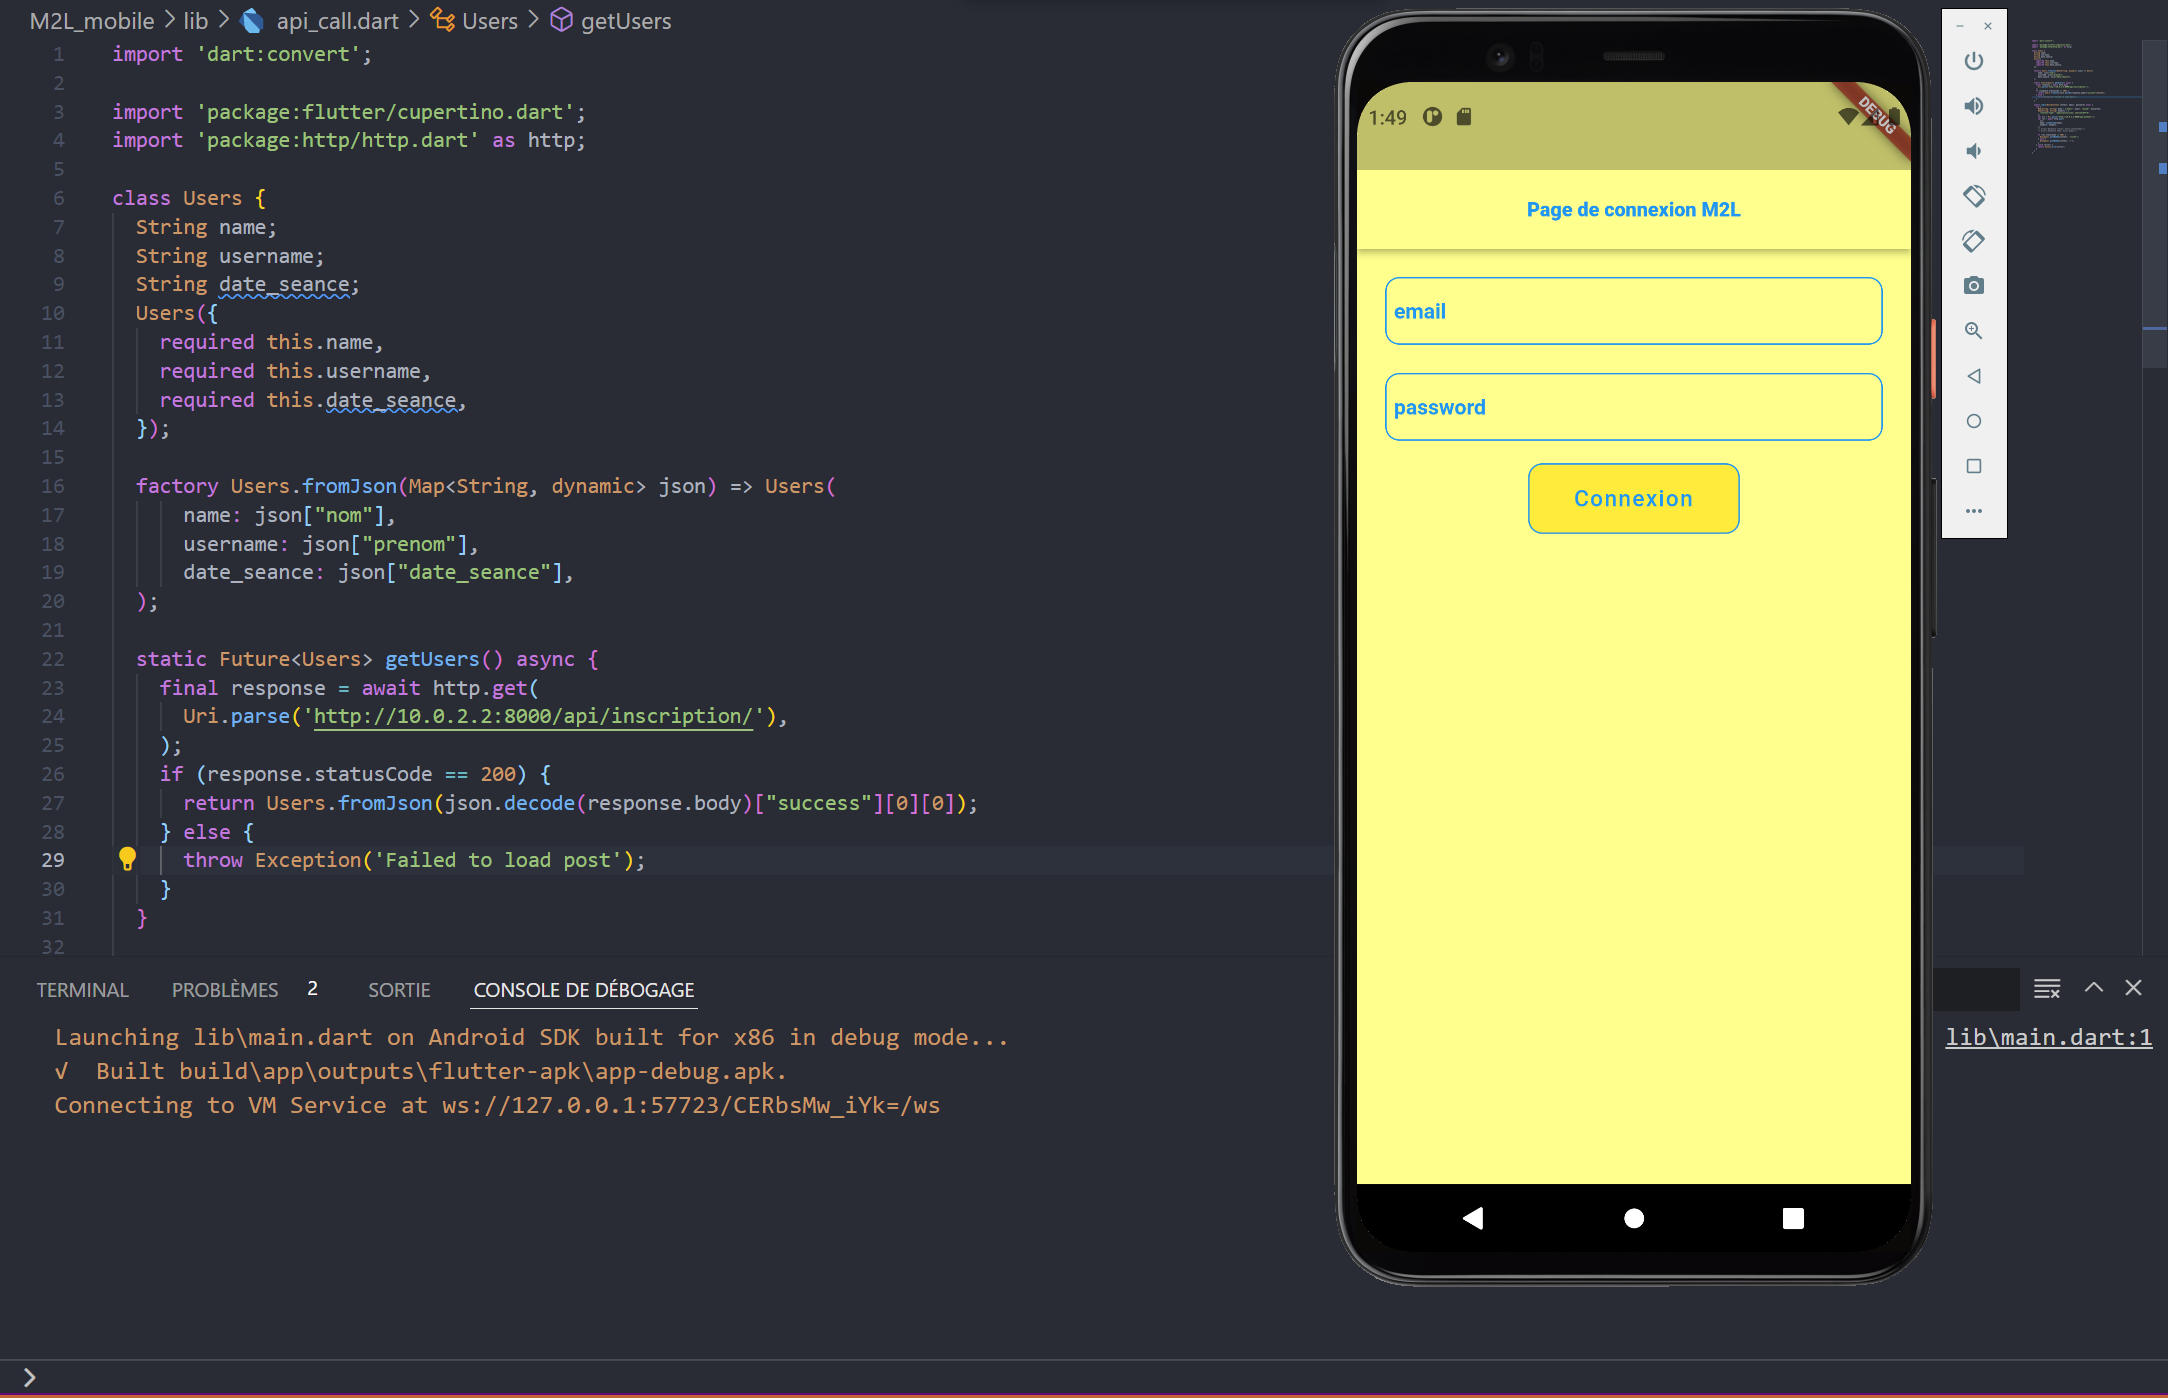 M2L_mobile > lib > api_call.dart > Users > getUsers
1 import 'dart:convert';
2
3 import 'package:flutter/cupertino.dart';
4 import 'package:http/http.dart' as http;
5
6 class Users {
7 String name;
8 String username;
9 String date_seance;
10 Users({
11 required this.name,
12 required this.username,
13 required this.date_seance,
14 });
15
16 factory Users.fromJson(Map<String, dynamic> json) => Users(
17 name: json["nom"],
18 username: json["prenom"],
19 date_seance: json["date_seance"],
20 );
21
22 static Future<Users> getUsers() async {
23 final response = await http.get(
24 Uri.parse('http://10.0.2.2:8000/api/inscription/'),
25 );
26 if (response.statusCode == 200) {
27 return Users.fromJson(json.decode(response.body)["success"][0][0]);
28 } else {
29 throw Exception('Failed to load post');
30 }
31 }
32
TERMINAL PROBLÈMES 2 SORTIE CONSOLE DE DÉBOGAGE
Launching lib\main.dart on Android SDK built for x86 in debug mode...
√ Built build\app\outputs\flutter-apk\app-debug.apk.
Connecting to VM Service at ws://127.0.0.1:57723/CERbsMw_iYk=/ws
lib\main.dart:1
1:49
DEBUG
Page de connexion M2L
email
password
Connexion